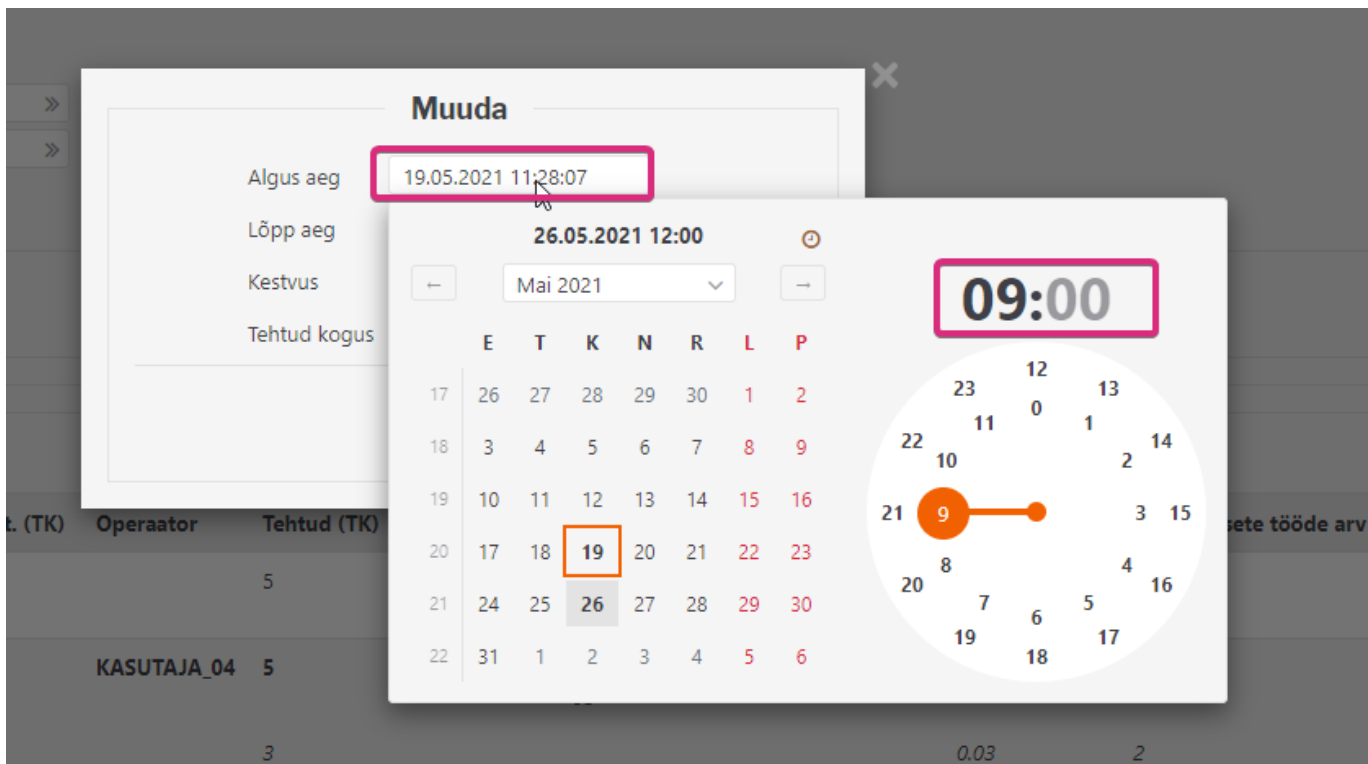 Muuda
Algus aeg 19.05.2021 11:28:07
Lõpp aeg
Kestvus
Tehtud kogus
26.05.2021 12:00
← Mai 2021 →
E T K N R L P
17 26 27 28 29 30 1 2
18 3 4 5 6 7 8 9
19 10 11 12 13 14 15 16
20 17 18 19 20 21 22 23
21 24 25 26 27 28 29 30
22 31 1 2 3 4 5 6
09:00
12
23 13
0
11 1
22 14
10 2
21 9 3 15
8 4
20 16
7 5
6
19 17
18
t. (TK) Operaator Tehtud (TK) sete tööde arv
5
KASUTAJA_04 5
3 0.03 2